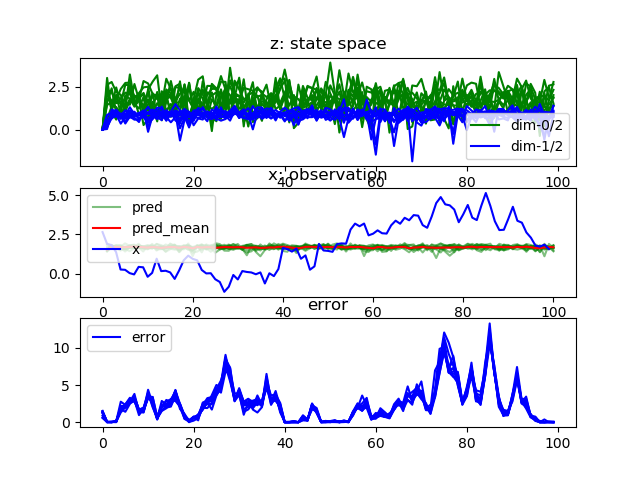 z: state space
2.5
0.0
dim-0/2
dim-1/2
0 20 40 60 80 100
x: observation
5.0
2.5
0.0
pred
pred_mean
x
0 20 40 60 80 100
error
10
5
0
error
0 20 40 60 80 100